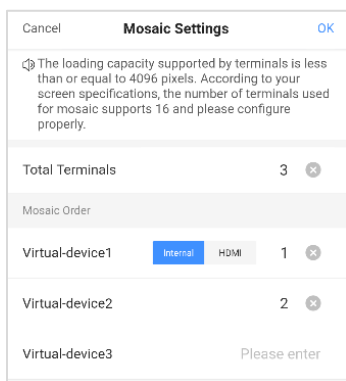 Cancel Mosaic Settings OK
The loading capacity supported by terminals is less
than or equal to 4096 pixels. According to your
screen specifications, the number of terminals used
for mosaic supports 16 and please configure
properly.
Total Terminals 3
Mosaic Order
Virtual-device1 Internal HDMI 1
Virtual-device2 2
Virtual-device3 Please enter